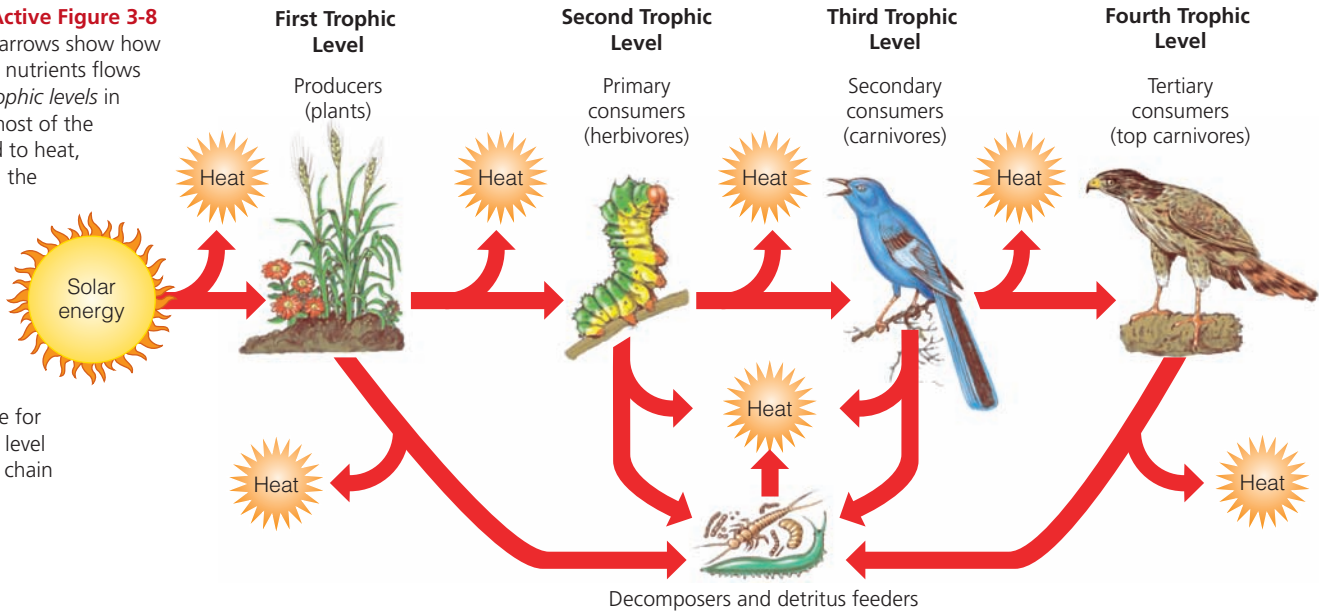 Active Figure 3-8
arrows show how
nutrients flows
trophic levels in
most of the
d to heat,
the
e for
level
chain
First Trophic
Level
Producers
(plants)
Second Trophic
Level
Primary
consumers
(herbivores)
Third Trophic
Level
Secondary
consumers
(carnivores)
Fourth Trophic
Level
Tertiary
consumers
(top carnivores)
Heat
Heat
Heat
Heat
Solar
energy
Heat
Heat
Heat
Decomposers and detritus feeders